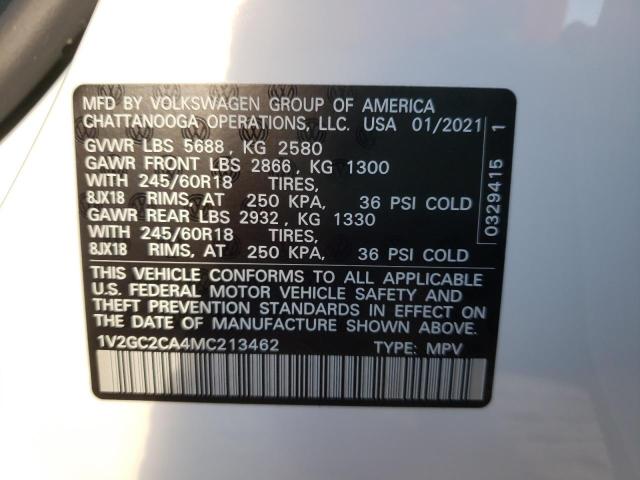 MFD BY VOLKSWAGEN GROUP OF AMERICA
CHATTANOOGA OPERATIONS, LLC. USA 01/2021
GVWR LBS 5688, KG 2580
GAWR FRONT LBS 2866, KG 1300
WITH 245/60R18 TIRES,
8JX18 RIMS, AT 250 KPA, 36 PSI COLD
GAWR REAR LBS 2932, KG 1330
WITH 245/60R18 TIRES,
8JX18 RIMS, AT 250 KPA, 36 PSI COLD
THIS VEHICLE CONFORMS TO ALL APPLICABLE
U.S. FEDERAL MOTOR VEHICLE SAFETY AND
THEFT PREVENTION STANDARDS IN EFFECT ON
THE DATE OF MANUFACTURE SHOWN ABOVE.
1V2GC2CA4MC213462 TYPE: MPV
0329415 1